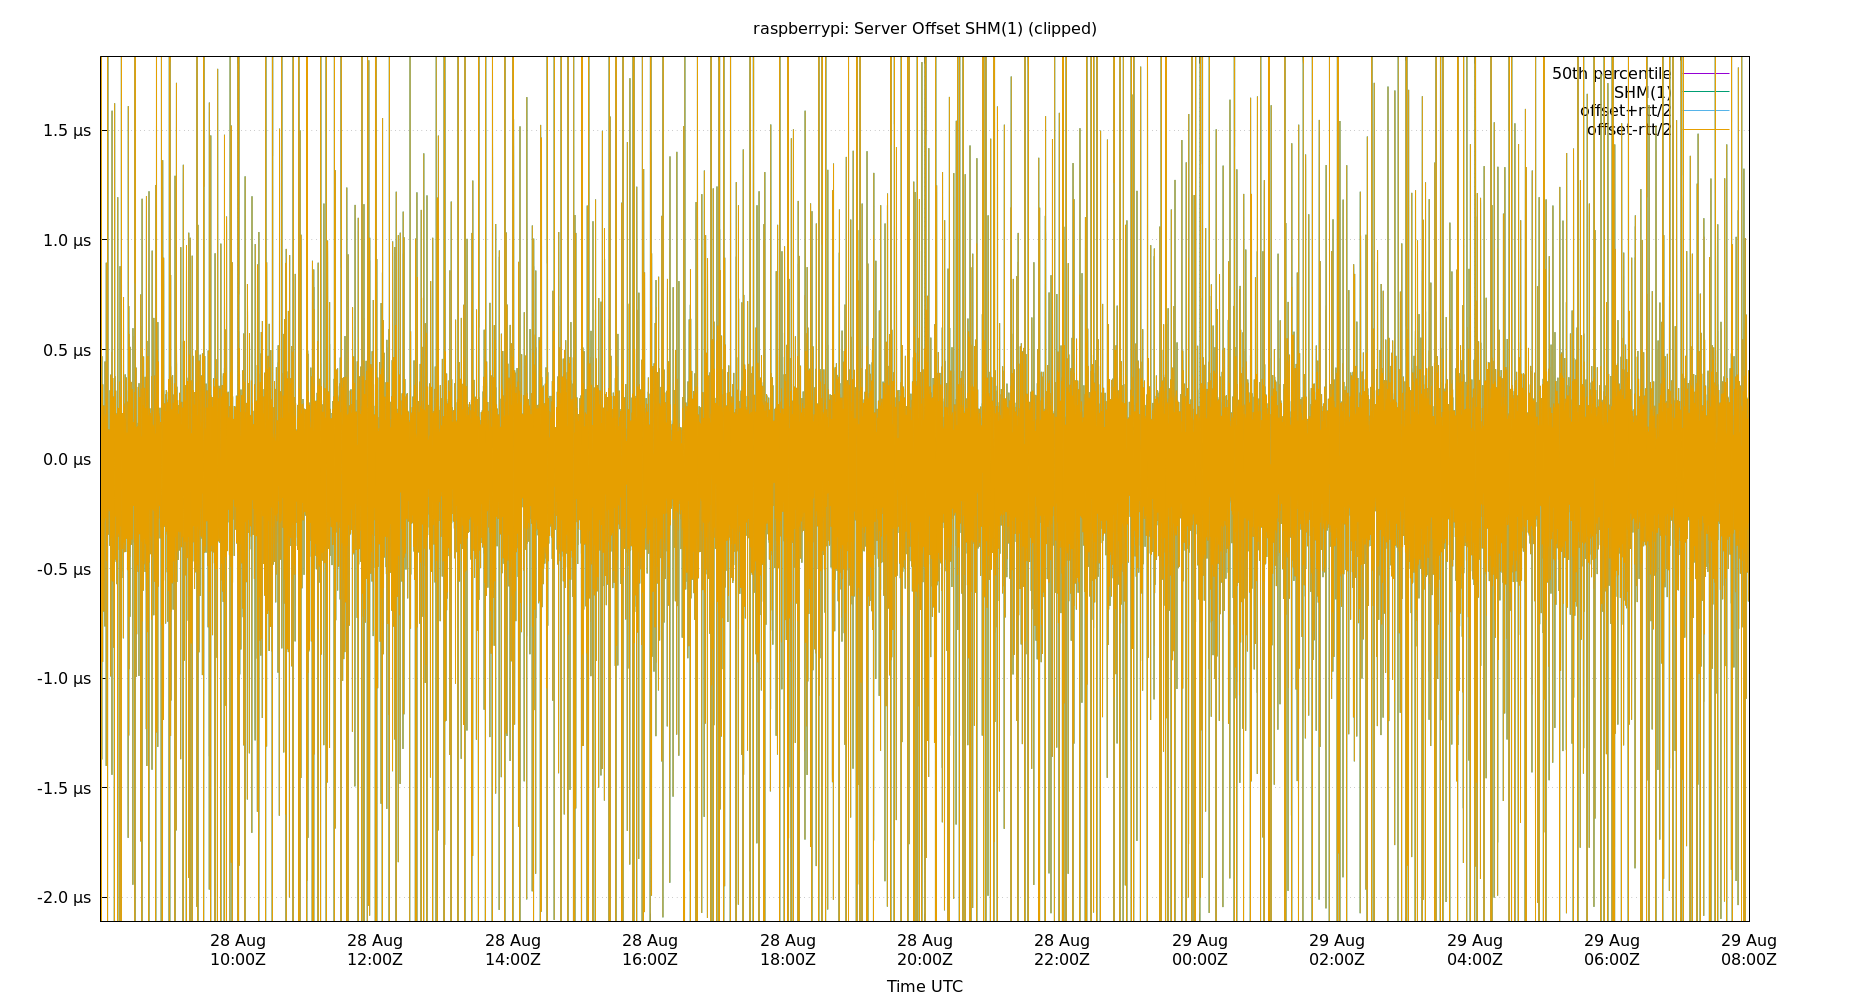 raspberrypi: Server Offset SHM(1) (clipped)
50th percentile
SHM(1)
offset+rtt/2
offset-rtt/2
1.5 µs
1.0 µs
0.5 µs
0.0 µs
-0.5 µs
-1.0 µs
-1.5 µs
-2.0 µs
28 Aug 28 Aug 28 Aug 28 Aug 28 Aug 28 Aug 28 Aug 29 Aug 29 Aug 29 Aug 29 Aug 29 Aug
10:00Z 12:00Z 14:00Z 16:00Z 18:00Z 20:00Z 22:00Z 00:00Z 02:00Z 04:00Z 06:00Z 08:00Z
Time UTC